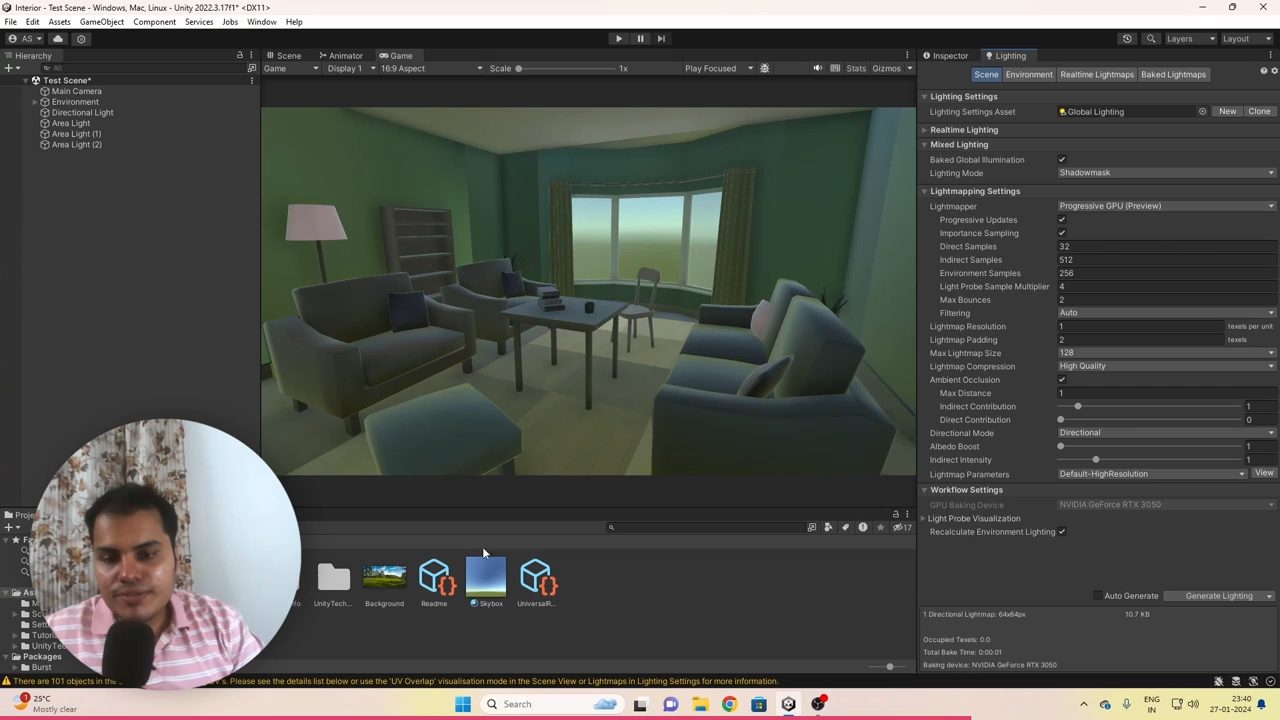 Interior - Test Scene* - Windows, Mac, Linux - Unity 2022.3.17f1* <DX11>
File Edit Assets GameObject Component Services Jobs Window Help
AS Layers Layout
Hierarchy Scene Animator Game Inspector Lighting
All Game Display 1 16:9 Aspect Scale 1x Play Focused Stats Gizmos
Scene Environment Realtime Lightmaps Baked Lightmaps
Test Scene*
Main Camera
Environment
Directional Light
Area Light
Area Light (1)
Area Light (2)
Lighting Settings
Lighting Settings Asset Global Lighting New Clone
Realtime Lighting
Mixed Lighting
Baked Global Illumination
Lighting Mode Shadowmask
Lightmapping Settings
Lightmapper Progressive GPU (Preview)
Progressive Updates
Importance Sampling
Direct Samples 32
Indirect Samples 512
Environment Samples 256
Light Probe Sample Multiplier 4
Max Bounces 2
Filtering Auto
Lightmap Resolution 1 texels per unit
Lightmap Padding 2 texels
Max Lightmap Size 128
Lightmap Compression High Quality
Ambient Occlusion
Max Distance 1
Indirect Contribution 1
Direct Contribution 0
Directional Mode Directional
Albedo Boost 1
Indirect Intensity 1
Lightmap Parameters Default-HighResolution View
Workflow Settings
GPU Baking Device NVIDIA GeForce RTX 3050
Light Probe Visualization
Recalculate Environment Lighting
Auto Generate Generate Lighting
1 Directional Lightmap: 64x64px 10.7 KB
Occupied Texels: 0.0
Total Bake Time: 0:00:01
Baking device: NVIDIA GeForce RTX 3050
17
UnityTech... Background Readme Skybox UniversalR...
Packages
Burst
There are 101 objects in the
V's. Please see the details list below or use the 'UV Overlap' visualisation mode in the Scene View or Lightmaps in Lighting Settings for more information.
1
25°C
Mostly clear
Search
ENG
IN
23:40
27-01-2024